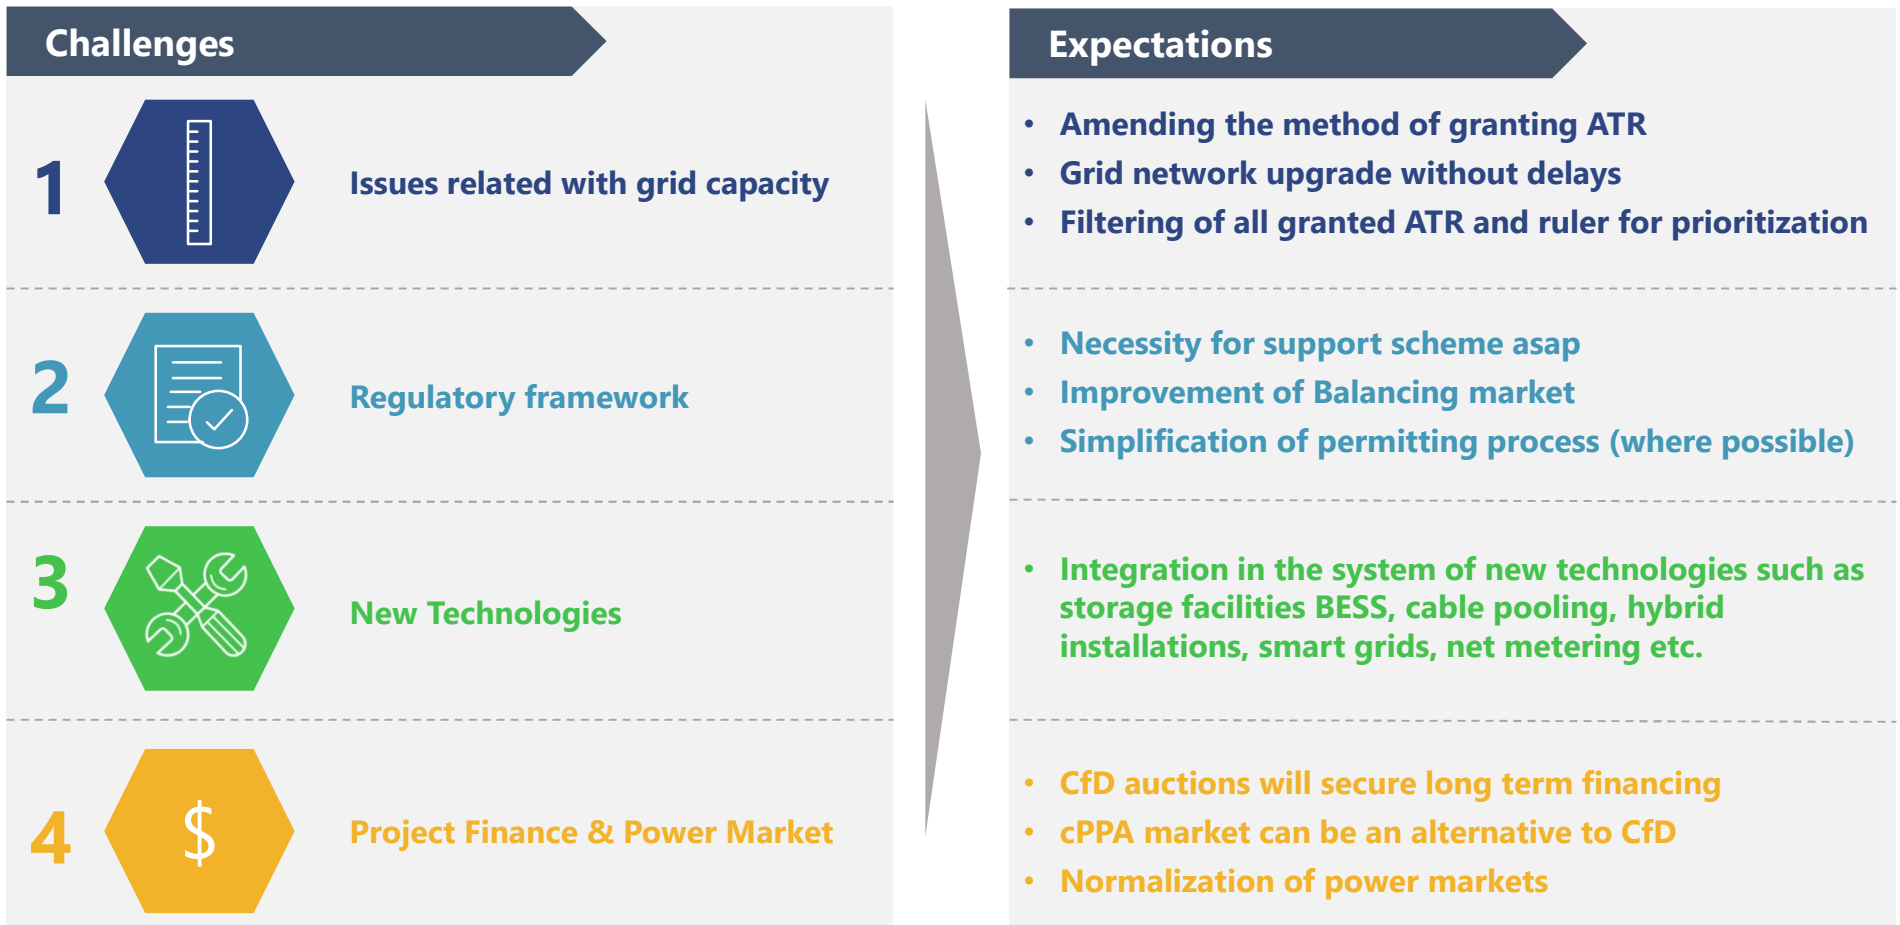 Challenges
1
Issues related with grid capacity
2
Regulatory framework
3
New Technologies
4
$
Project Finance & Power Market
Expectations
• Amending the method of granting ATR
• Grid network upgrade without delays
• Filtering of all granted ATR and ruler for prioritization
• Necessity for support scheme asap
• Improvement of Balancing market
• Simplification of permitting process (where possible)
• Integration in the system of new technologies such as
storage facilities BESS, cable pooling, hybrid
installations, smart grids, net metering etc.
• CfD auctions will secure long term financing
• cPPA market can be an alternative to CfD
• Normalization of power markets